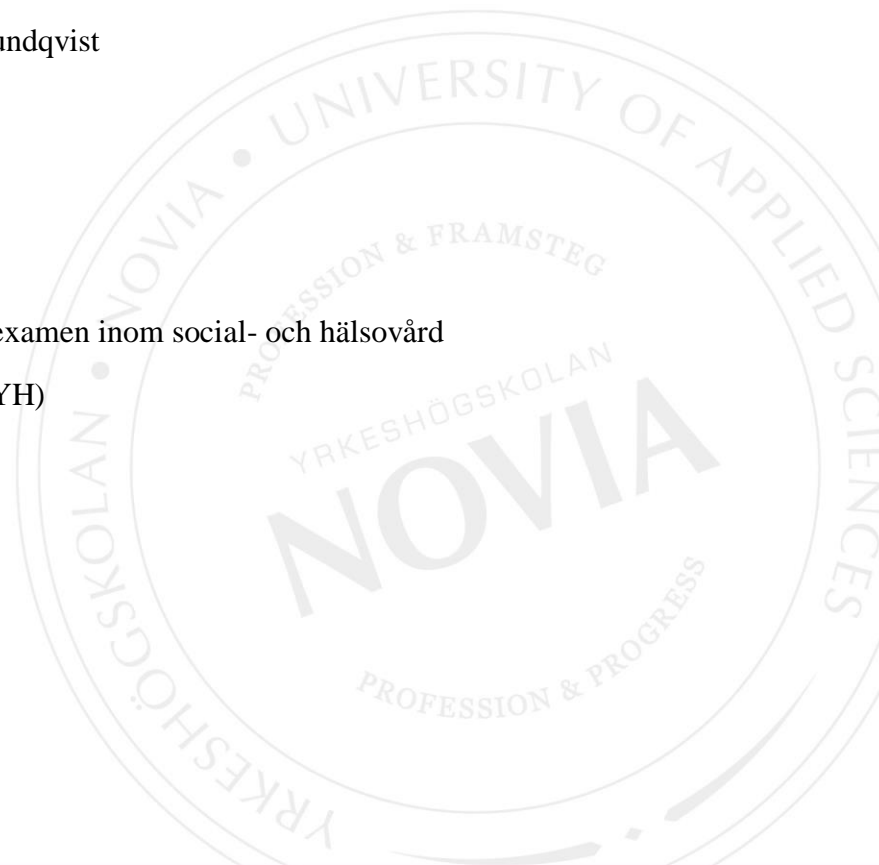 undqvist
examen inom social- och hälsovård
YH)
YRKESHÖGSKOLAN • NOVIA • UNIVERSITY OF APPLIED SCIENCES
PROFESSION & FRAMSTEG
YRKESHÖGSKOLAN
NOVIA
PROFESSION & PROGRESS